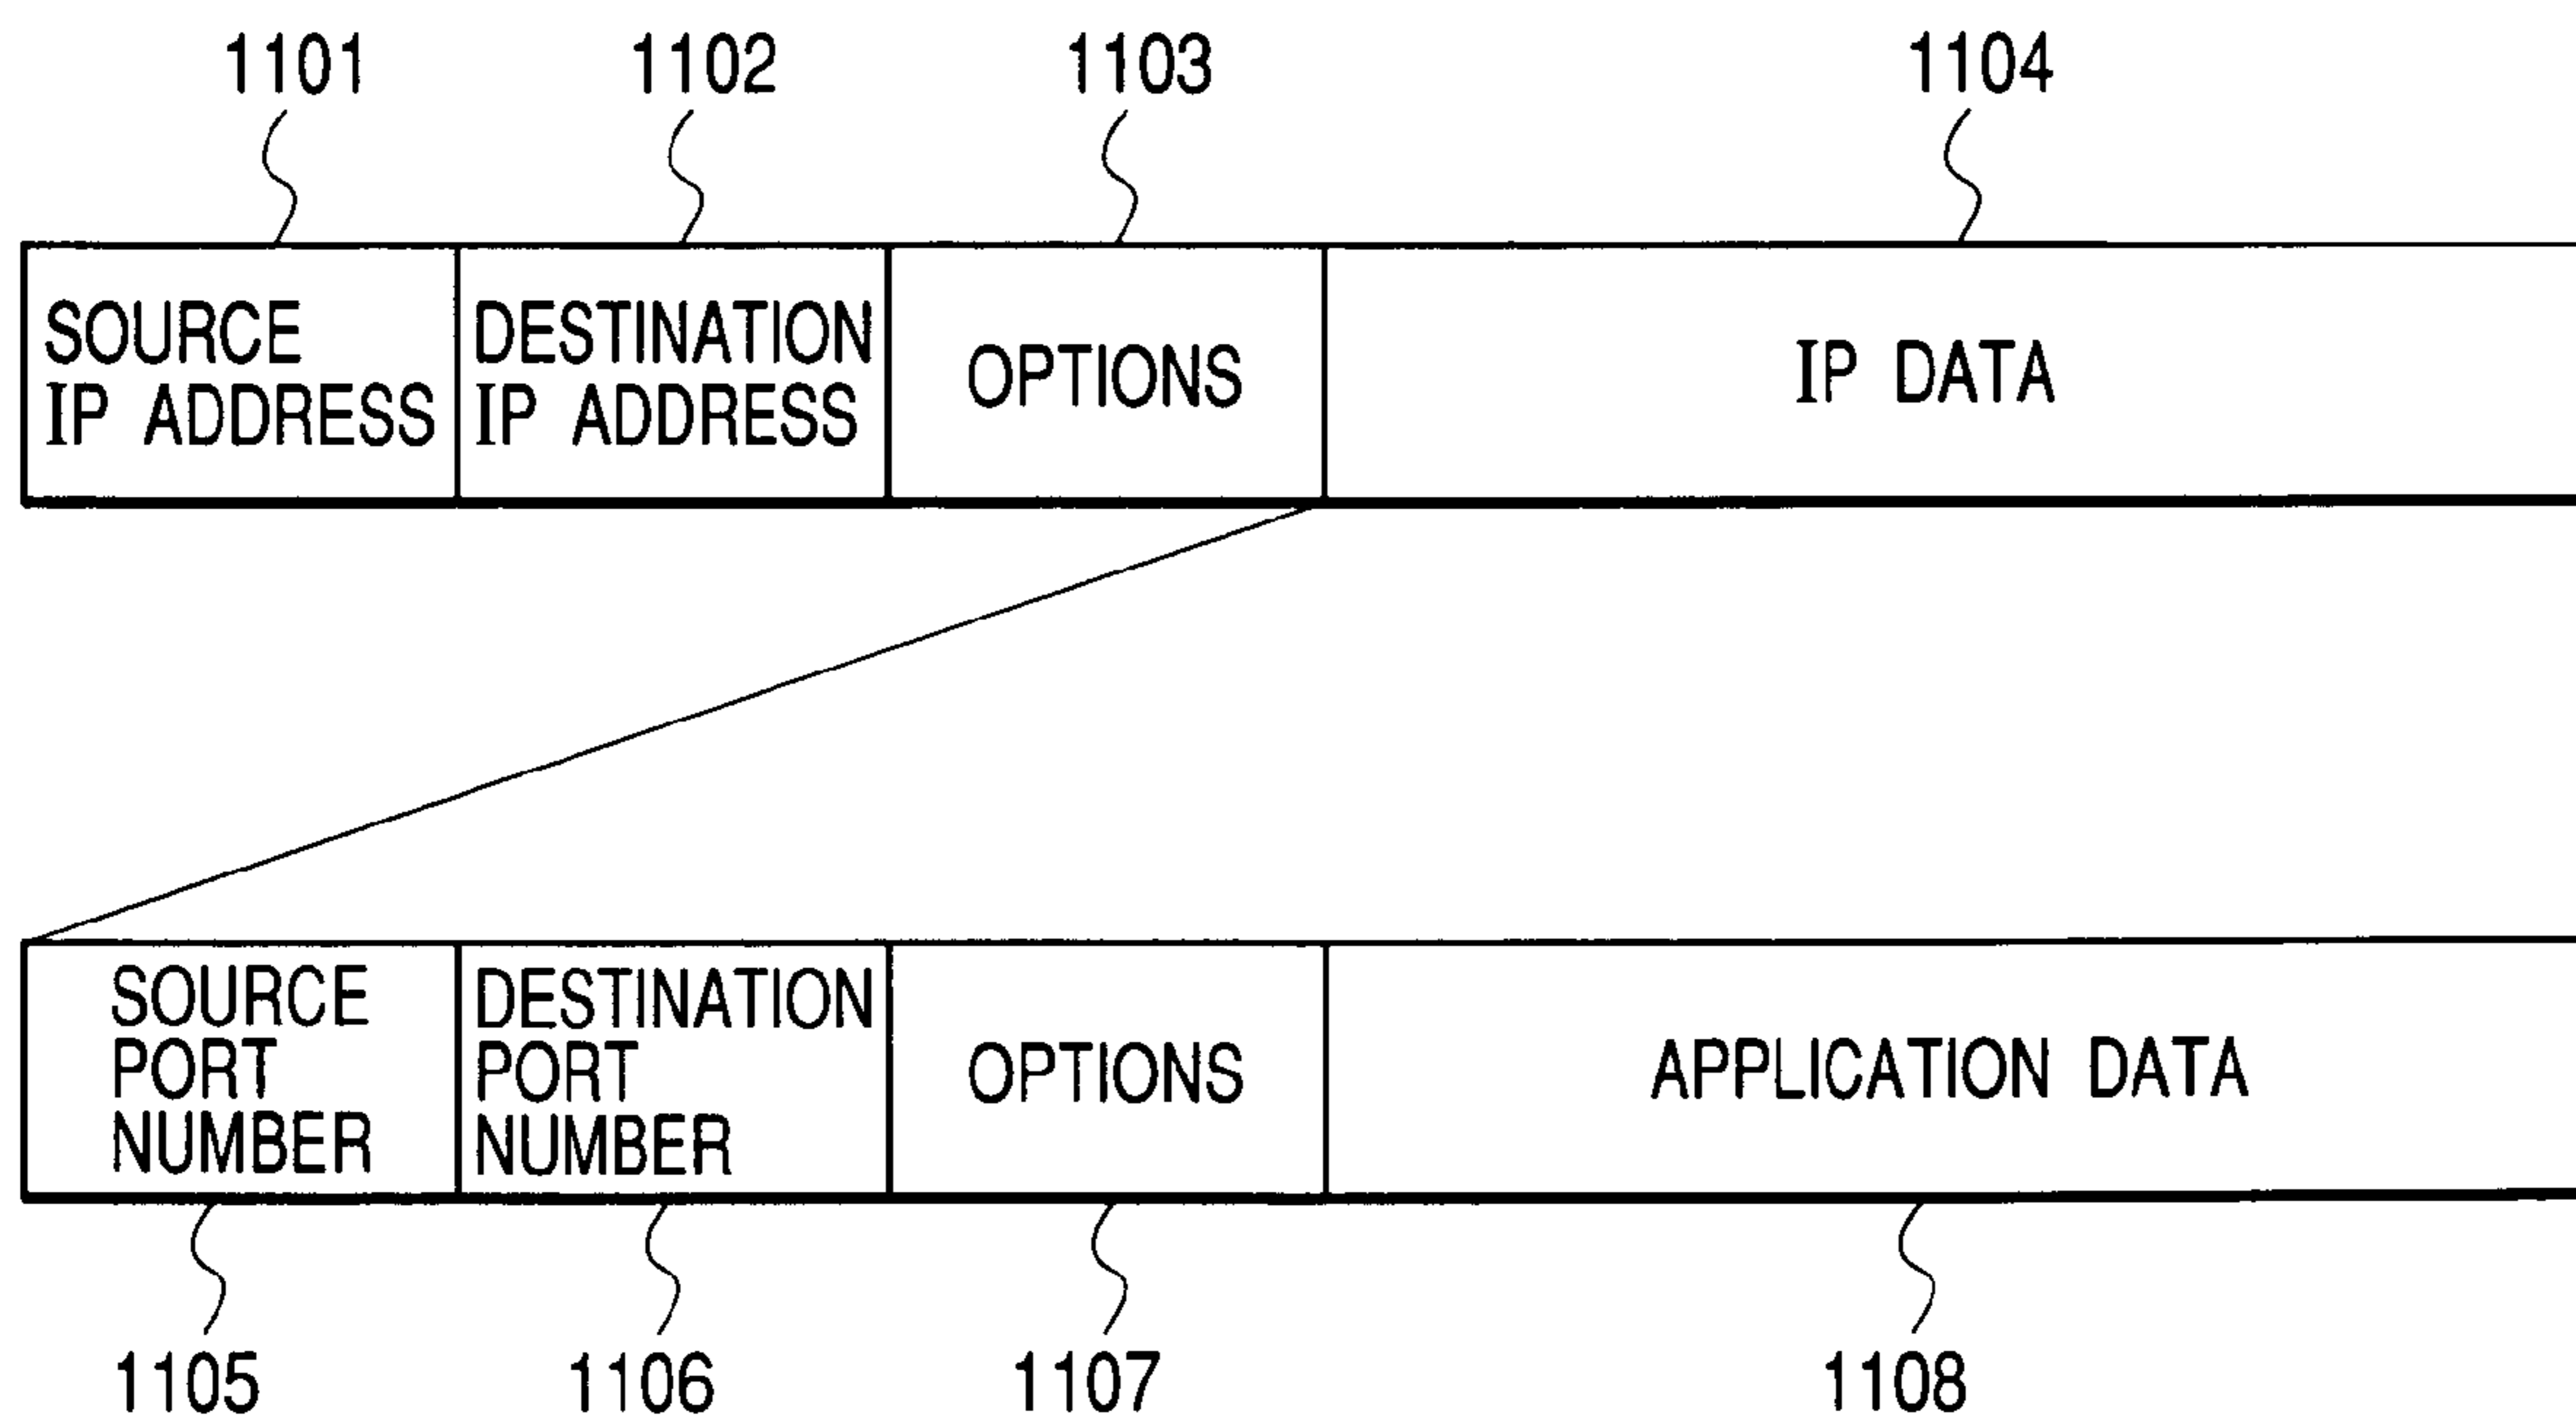 1101
1102
1103
1104
SOURCE
IP ADDRESS
DESTINATION
IP ADDRESS
OPTIONS
IP DATA
SOURCE
PORT
NUMBER
DESTINATION
PORT
NUMBER
OPTIONS
APPLICATION DATA
1105
1106
1107
1108